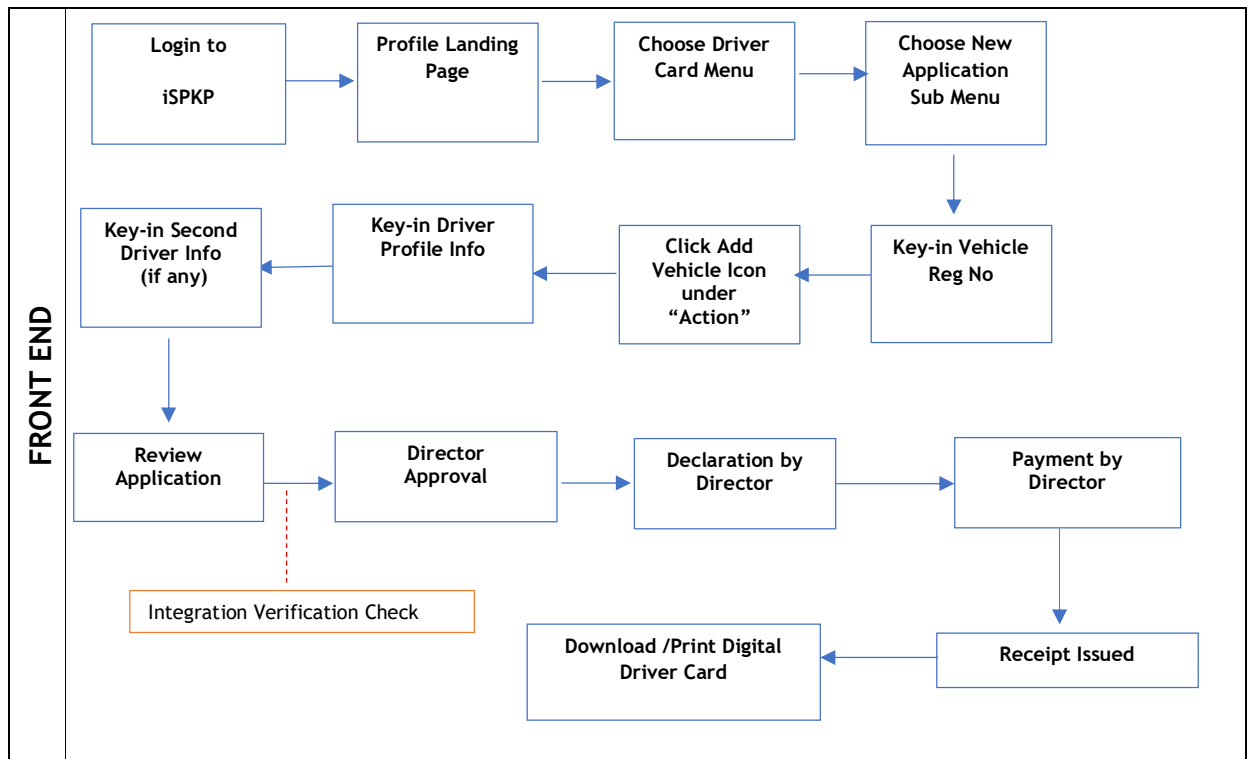 FRONT END
Login to
iSPKP
Profile Landing
Page
Choose Driver
Card Menu
Choose New
Application
Sub Menu
Key-in Vehicle
Reg No
Click Add
Vehicle Icon
under
“Action”
Key-in Driver
Profile Info
Key-in Second
Driver Info
(if any)
Review
Application
Director
Approval
Declaration by
Director
Payment by
Director
Integration Verification Check
Receipt Issued
Download /Print Digital
Driver Card